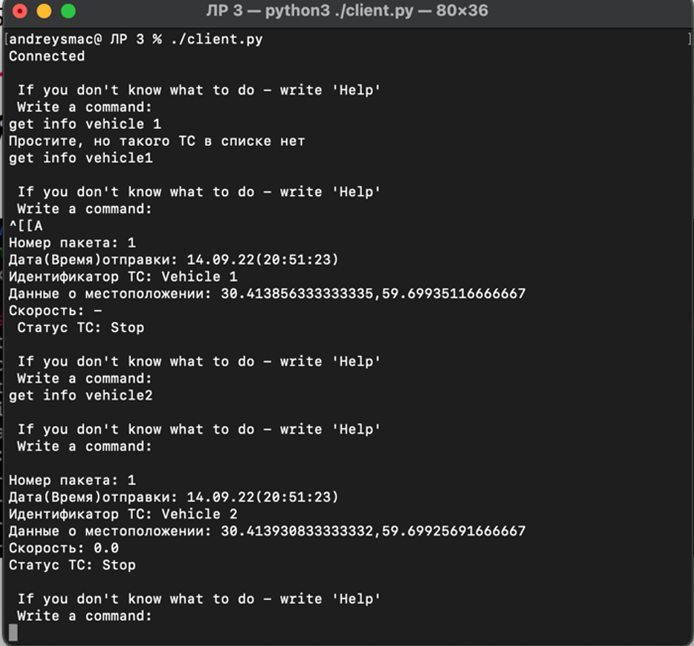 ЛР 3 — python3 ./client.py — 80×36
[andreysmac@ ЛР 3 % ./client.py ]
Connected
If you don't know what to do - write 'Help'
Write a command:
get info vehicle 1
Простите, но такого ТС в списке нет
get info vehicle1
If you don't know what to do - write 'Help'
Write a command:
^[[A
Номер пакета: 1
Дата(Время)отправки: 14.09.22(20:51:23)
Идентификатор ТС: Vehicle 1
Данные о местоположении: 30.413856333333335,59.69935116666667
Скорость: -
Статус ТС: Stop
If you don't know what to do - write 'Help'
Write a command:
get info vehicle2
If you don't know what to do - write 'Help'
Write a command:
Номер пакета: 1
Дата(Время)отправки: 14.09.22(20:51:23)
Идентификатор ТС: Vehicle 2
Данные о местоположении: 30.413930833333332,59.69925691666667
Скорость: 0.0
Статус ТС: Stop
If you don't know what to do - write 'Help'
Write a command: